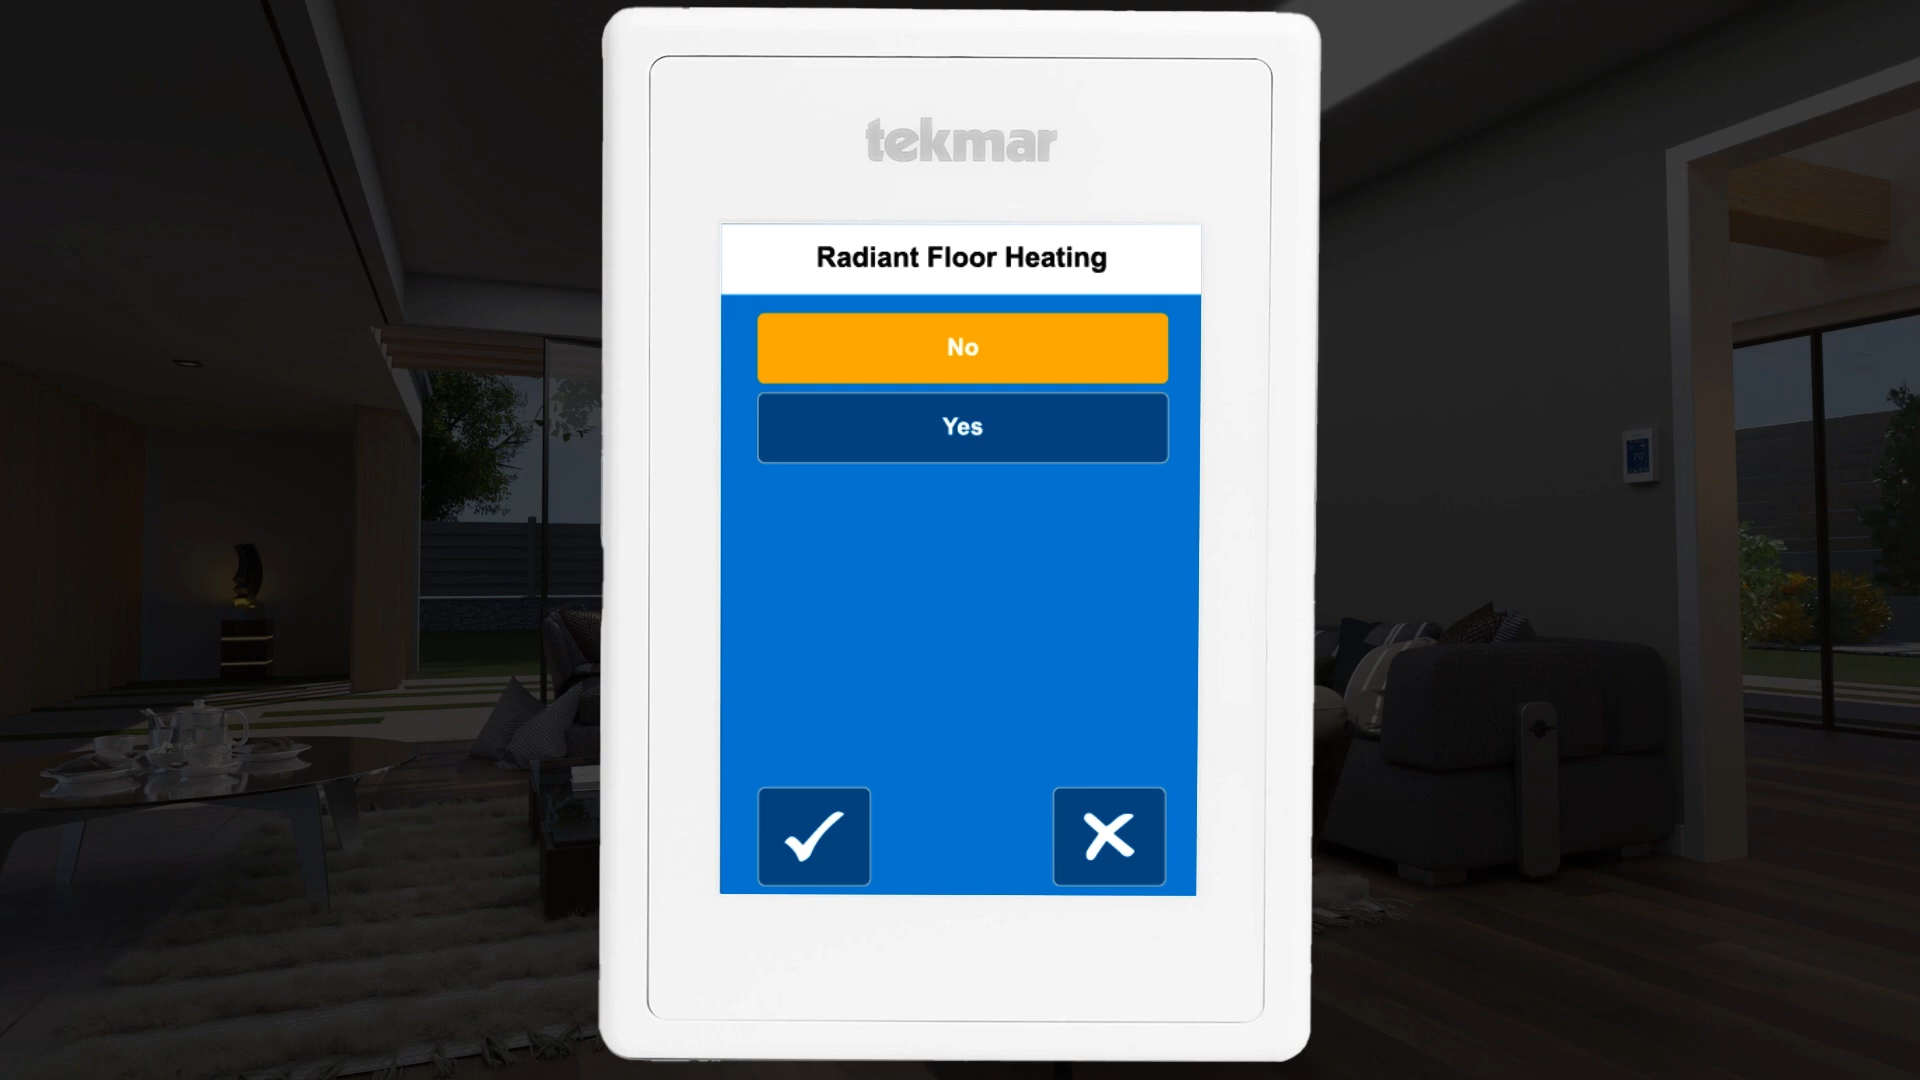 tekmar
Radiant Floor Heating
No
Yes